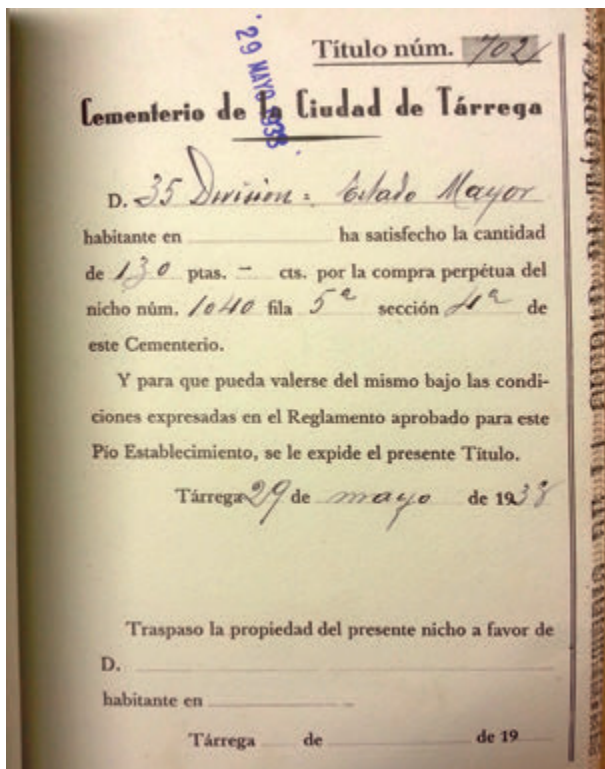 29 MAYO 1938
Título núm. 702
Cementerio de la Ciudad de Tárrega
D. 35 Division = Estado Mayor
habitante en ha satisfecho la cantidad
de 130 ptas. - cts. por la compra perpétua del
nicho núm. 1040 fila 5ª sección 4ª de
este Cementerio.
Y para que pueda valerse del mismo bajo las condi-
ciones expresadas en el Reglamento aprobado para este
Pío Establecimiento, se le expide el presente Título.
Tárrega 29 de mayo de 1938
Traspaso la propiedad del presente nicho a favor de
D.
habitante en
Tárrega de de 19